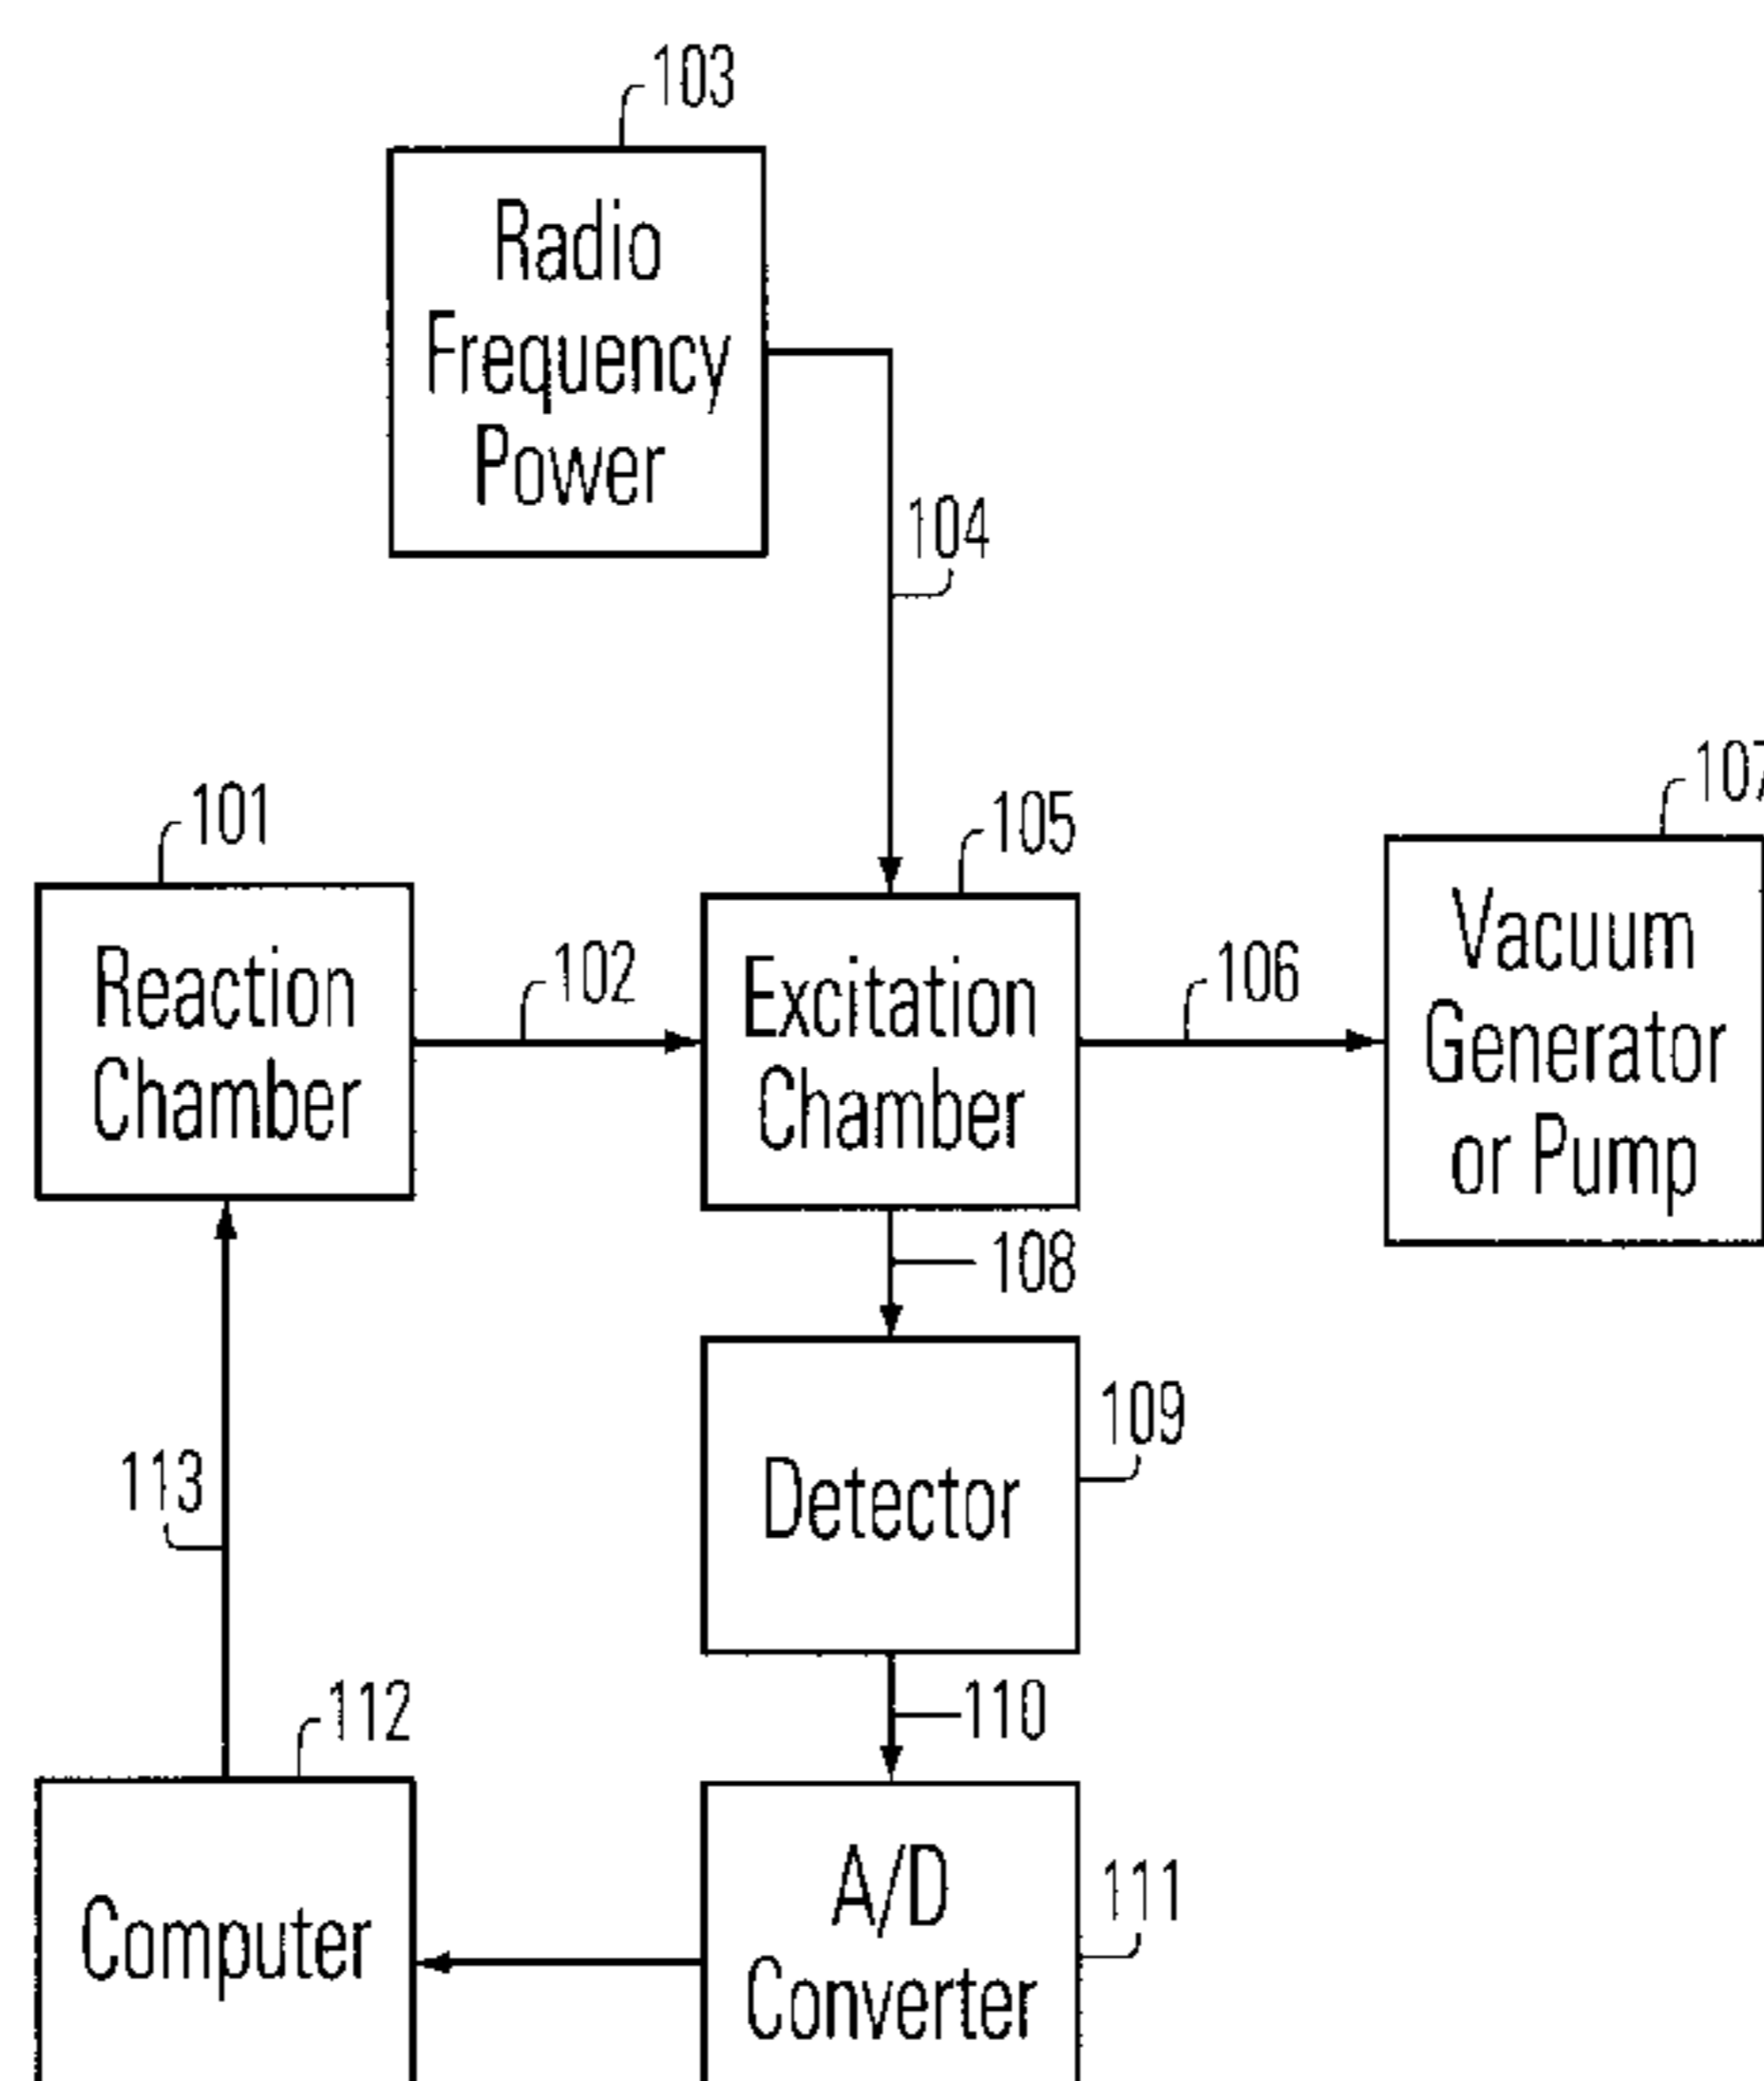 103
Radio
Frequency
Power
104
107
101
105
Reaction
Chamber
102
Excitation
Chamber
106
Vacuum
Generator
or Pump
108
109
Detector
113
110
112
Computer
A/D
Converter
111